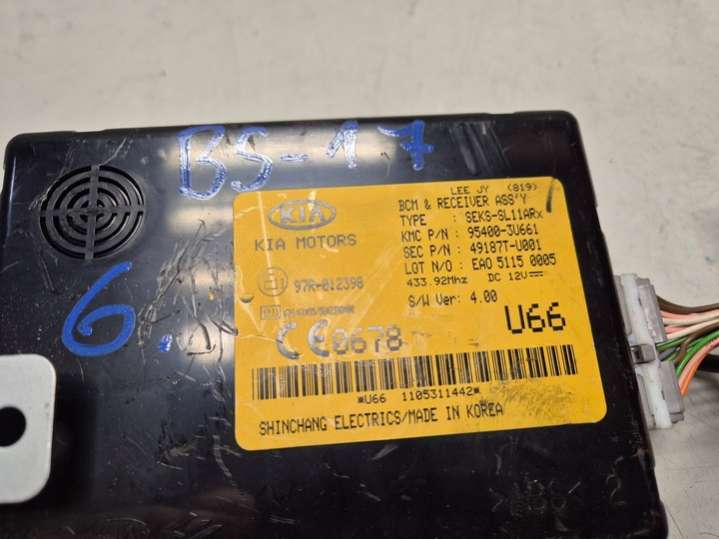 BS-17
6.
LEE JY (819)
KIA
KIA MOTORS
BCM & RECEIVER ASS'Y
TYPE : SEKS-SL11ARx
KMC P/N : 95400-3U661
SEC P/N : 49187T-U001
LGT N/O : EAO 5115 0005
433.92Mhz DC 12V
S/W Ver: 4.00
97R-012398
CE0678
U66
*U66 1105311442*
SHINCHANG ELECTRICS/MADE IN KOREA